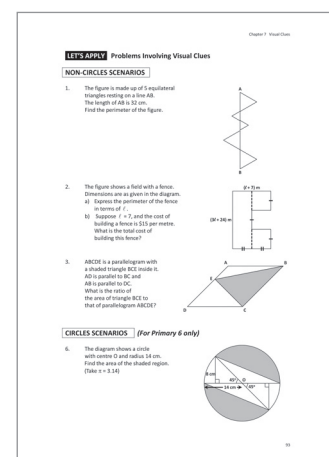 Chapter 7 Visual Clues
LET'S APPLY Problems Involving Visual Clues
NON-CIRCLES SCENARIOS
1. The figure is made up of 5 equilateral
triangles resting on a line AB.
The length of AB is 32 cm.
Find the perimeter of the figure.
A
B
2. The figure shows a field with a fence.
Dimensions are as given in the diagram.
a) Express the perimeter of the fence
in terms of ℓ.
b) Suppose ℓ = 7, and the cost of
building a fence is $15 per metre.
What is the total cost of
building this fence?
(ℓ + 7) m
(3ℓ + 24) m
3. ABCDE is a parallelogram with
a shaded triangle BCE inside it.
AD is parallel to BC and
AB is parallel to DC.
What is the ratio of
the area of triangle BCE to
that of parallelogram ABCDE?
A
B
E
D
C
CIRCLES SCENARIOS (For Primary 6 only)
6. The diagram shows a circle
with centre O and radius 14 cm.
Find the area of the shaded region.
(Take π = 3.14)
8 cm
45°
O
14 cm
45°
93